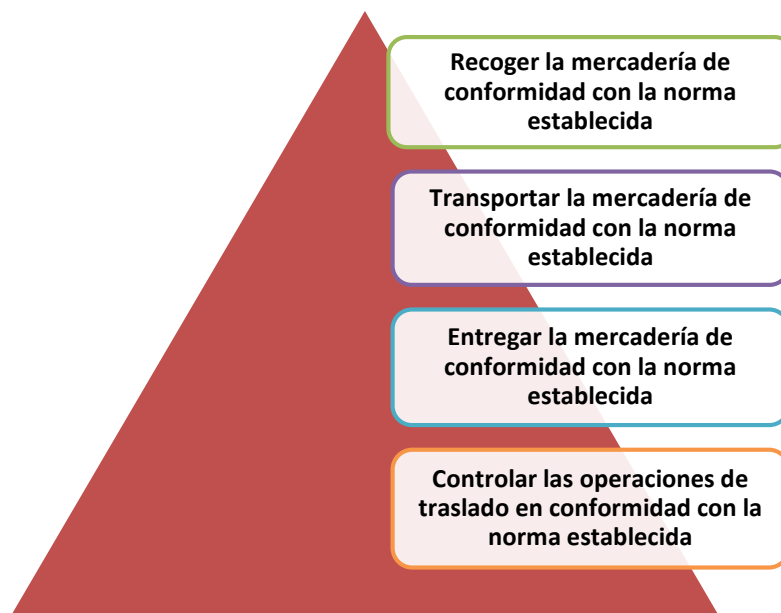 Recoger la mercadería de
conformidad con la norma
establecida
Transportar la mercadería de
conformidad con la norma
establecida
Entregar la mercadería de
conformidad con la norma
establecida
Controlar las operaciones de
traslado en conformidad con la
norma establecida